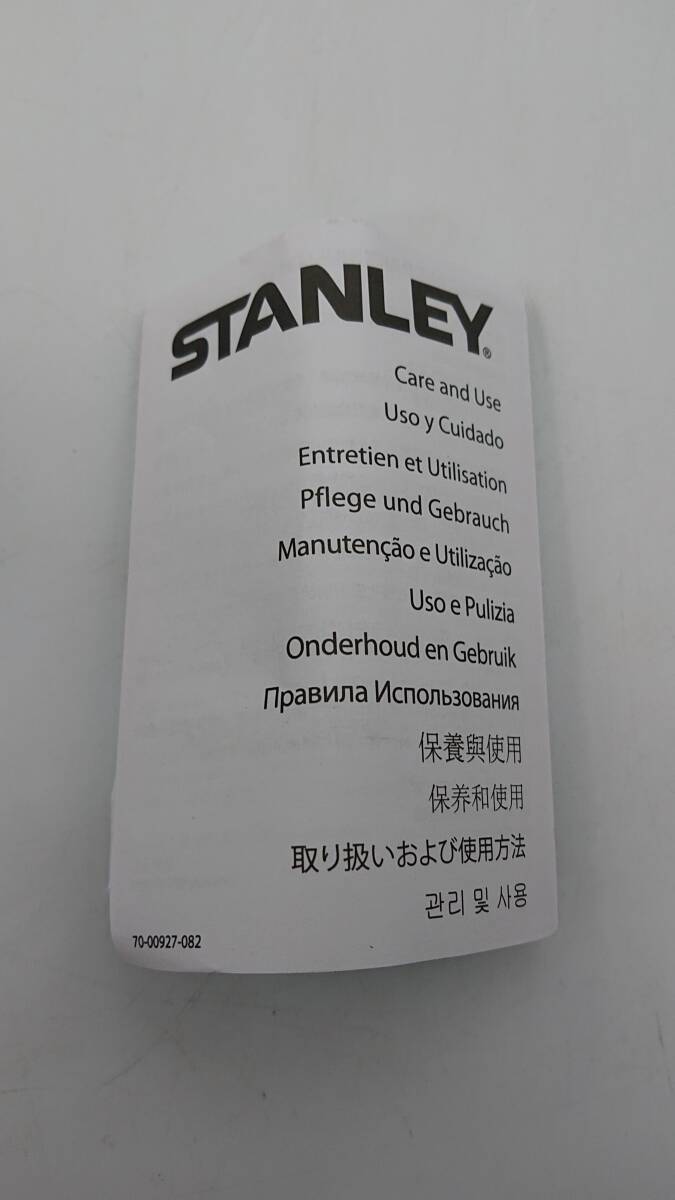 STANLEY®
Care and Use
Uso y Cuidado
Entretien et Utilisation
Pflege und Gebrauch
Manutenção e Utilização
Uso e Pulizia
Onderhoud en Gebruik
Правила Использования
保養與使用
保养和使用
取り扱いおよび使用方法
관리 및 사용
70-00927-082